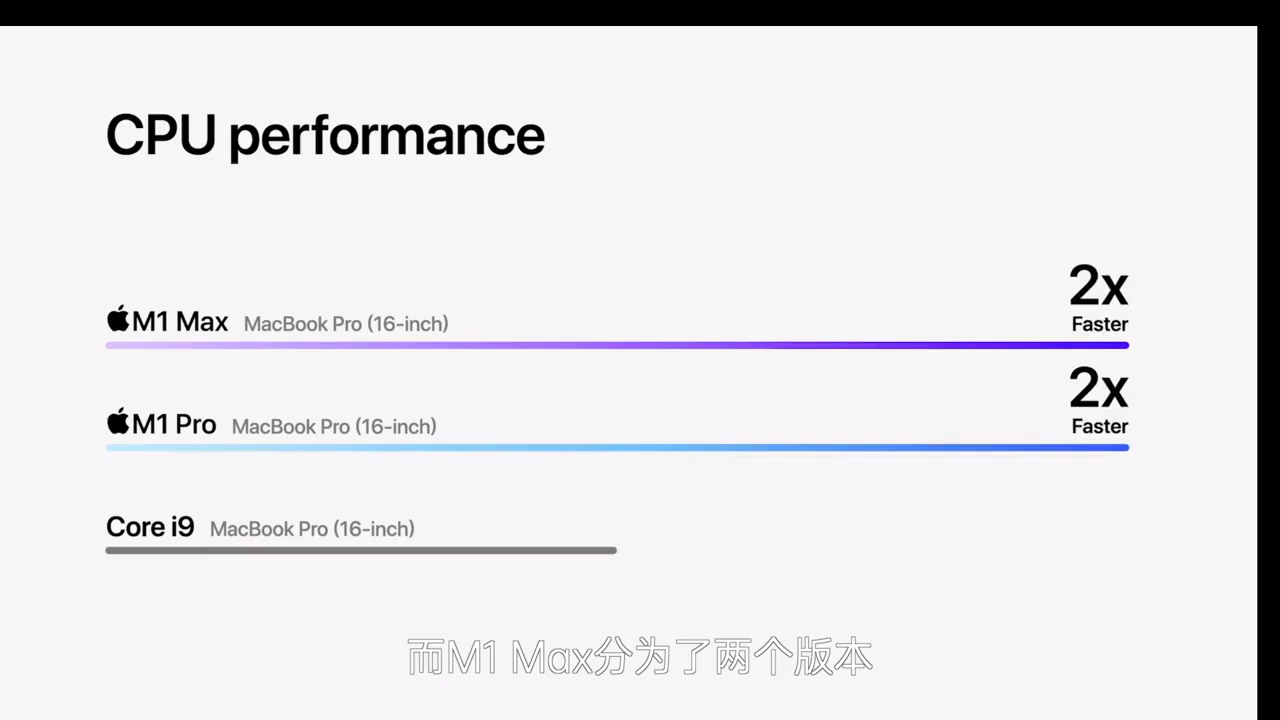 CPU performance
2x
M1 Max MacBook Pro (16-inch)
Faster
2x
M1 Pro MacBook Pro (16-inch)
Faster
Core i9 MacBook Pro (16-inch)
而M1 Max分为了两个版本